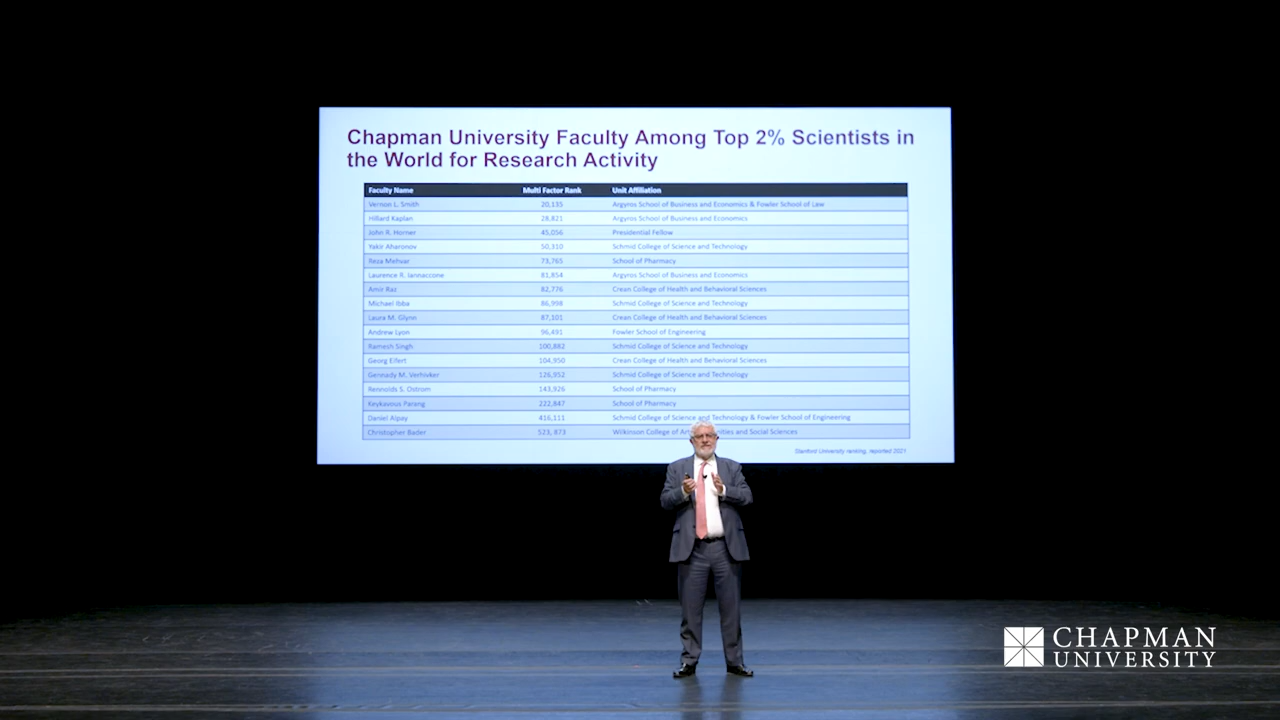 Chapman University Faculty Among Top 2% Scientists in
the World for Research Activity
Faculty Name Multi Factor Rank Unit Affiliation
Vernon L. Smith 20,135 Argyros School of Business and Economics & Fowler School of Law
Hillard Kaplan 28,821 Argyros School of Business and Economics
John R. Horner 45,056 Presidential Fellow
Yakir Aharonov 50,310 Schmid College of Science and Technology
Reza Mehvar 73,765 School of Pharmacy
Laurence R. Iannaccone 81,854 Argyros School of Business and Economics
Amir Raz 82,776 Crean College of Health and Behavioral Sciences
Michael Ibba 86,998 Schmid College of Science and Technology
Laura M. Glynn 87,101 Crean College of Health and Behavioral Sciences
Andrew Lyon 96,491 Fowler School of Engineering
Ramesh Singh 100,882 Schmid College of Science and Technology
Georg Eifert 104,950 Crean College of Health and Behavioral Sciences
Gennady M. Verkhivker 126,952 Schmid College of Science and Technology
Rennolds S. Ostrom 143,926 School of Pharmacy
Keykavous Parang 222,847 School of Pharmacy
Daniel Alpay 416,111 Schmid College of Science and Technology & Fowler School of Engineering
Christopher Bader 523, 873 Wilkinson College of and Social Sciences
Stanford University ranking, reported 2021
CHAPMAN
UNIVERSITY